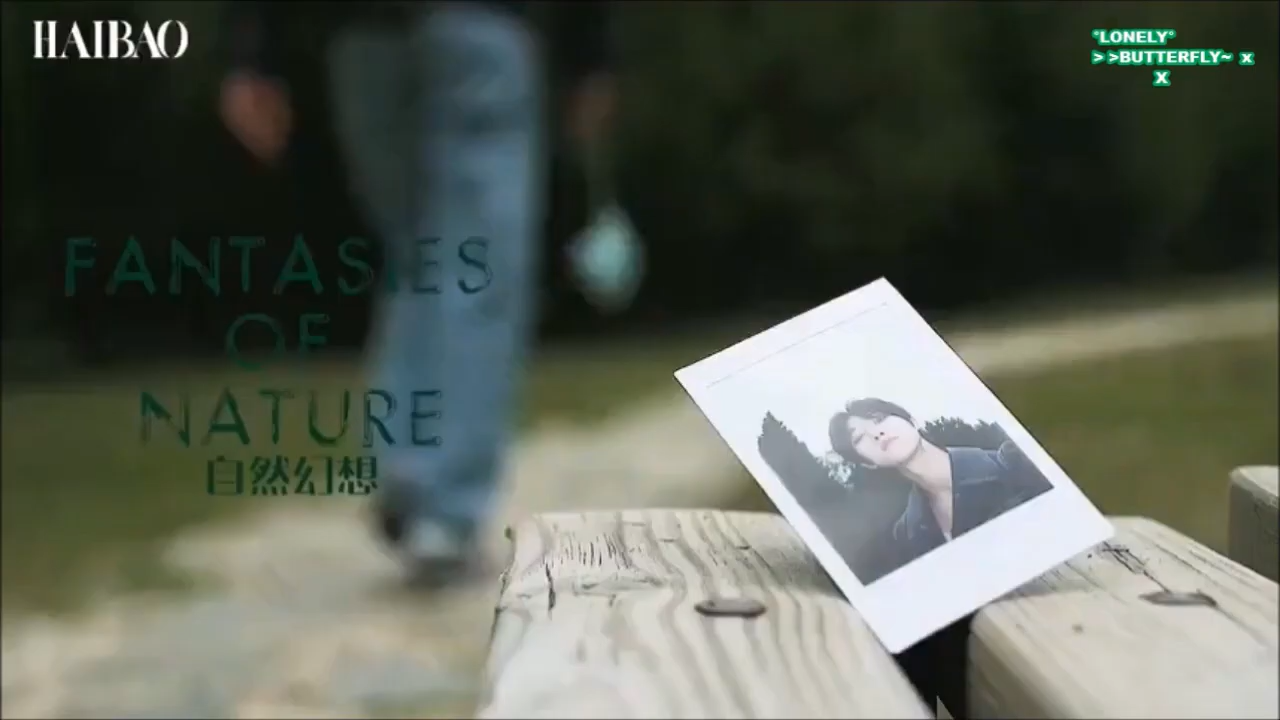 HAIBAO
°LONELY°
>>BUTTERFLY~ x
x
FANTASIES
OF
NATURE
自然幻想